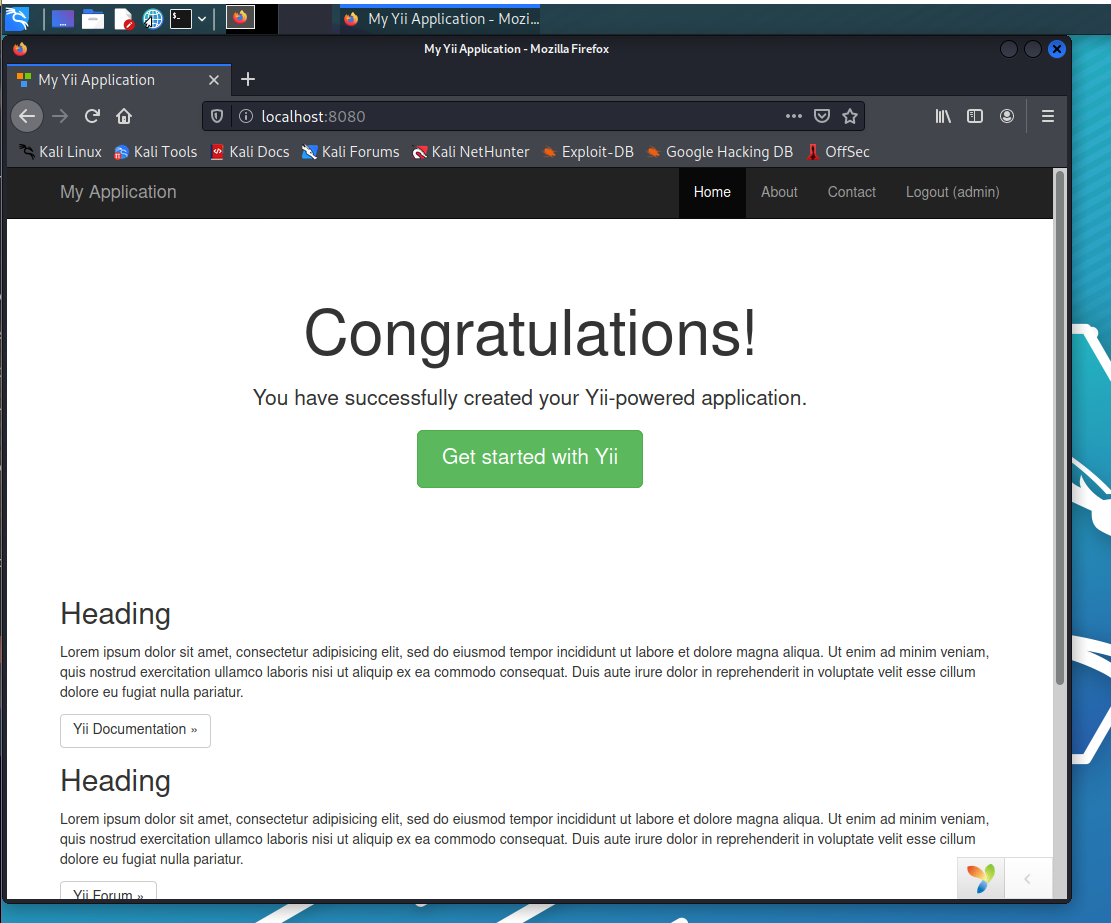 My Yii Application - Mozi...
My Yii Application - Mozilla Firefox
My Yii Application
localhost:8080
Kali Linux Kali Tools Kali Docs Kali Forums Kali NetHunter Exploit-DB Google Hacking DB OffSec
My Application Home About Contact Logout (admin)
Congratulations!
You have successfully created your Yii-powered application.
Get started with Yii
Heading
Lorem ipsum dolor sit amet, consectetur adipisicing elit, sed do eiusmod tempor incididunt ut labore et dolore magna aliqua. Ut enim ad minim veniam,
quis nostrud exercitation ullamco laboris nisi ut aliquip ex ea commodo consequat. Duis aute irure dolor in reprehenderit in voluptate velit esse cillum
dolore eu fugiat nulla pariatur.
Yii Documentation »
Heading
Lorem ipsum dolor sit amet, consectetur adipisicing elit, sed do eiusmod tempor incididunt ut labore et dolore magna aliqua. Ut enim ad minim veniam,
quis nostrud exercitation ullamco laboris nisi ut aliquip ex ea commodo consequat. Duis aute irure dolor in reprehenderit in voluptate velit esse cillum
dolore eu fugiat nulla pariatur.
Yii Forum »